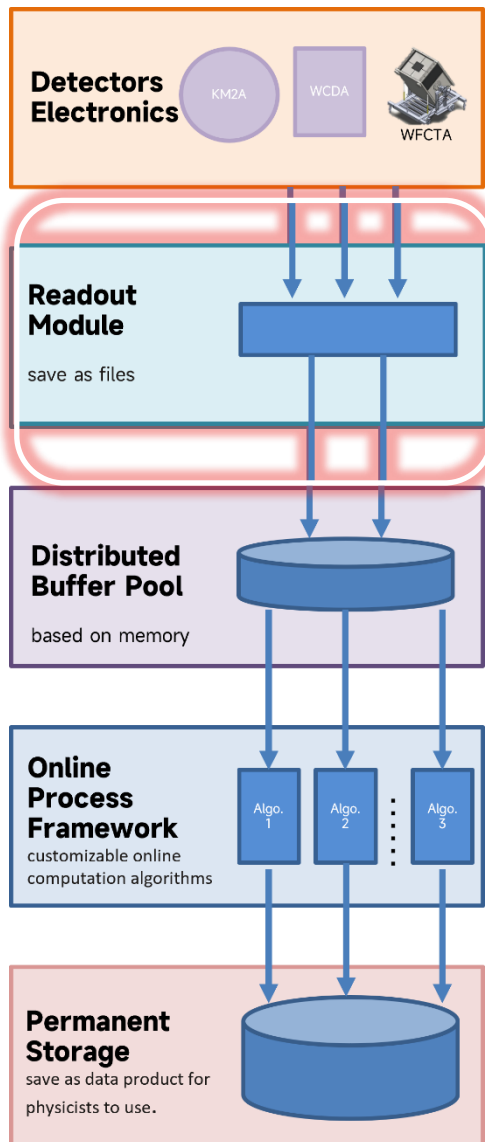 Detectors
Electronics
KM2A
WCDA
WFCTA
Readout
Module
save as files
Distributed
Buffer Pool
based on memory
Online
Process
Framework
customizable online
computation algorithms
Algo.
1
Algo.
2
Algo.
3
Permanent
Storage
save as data product for
physicists to use.